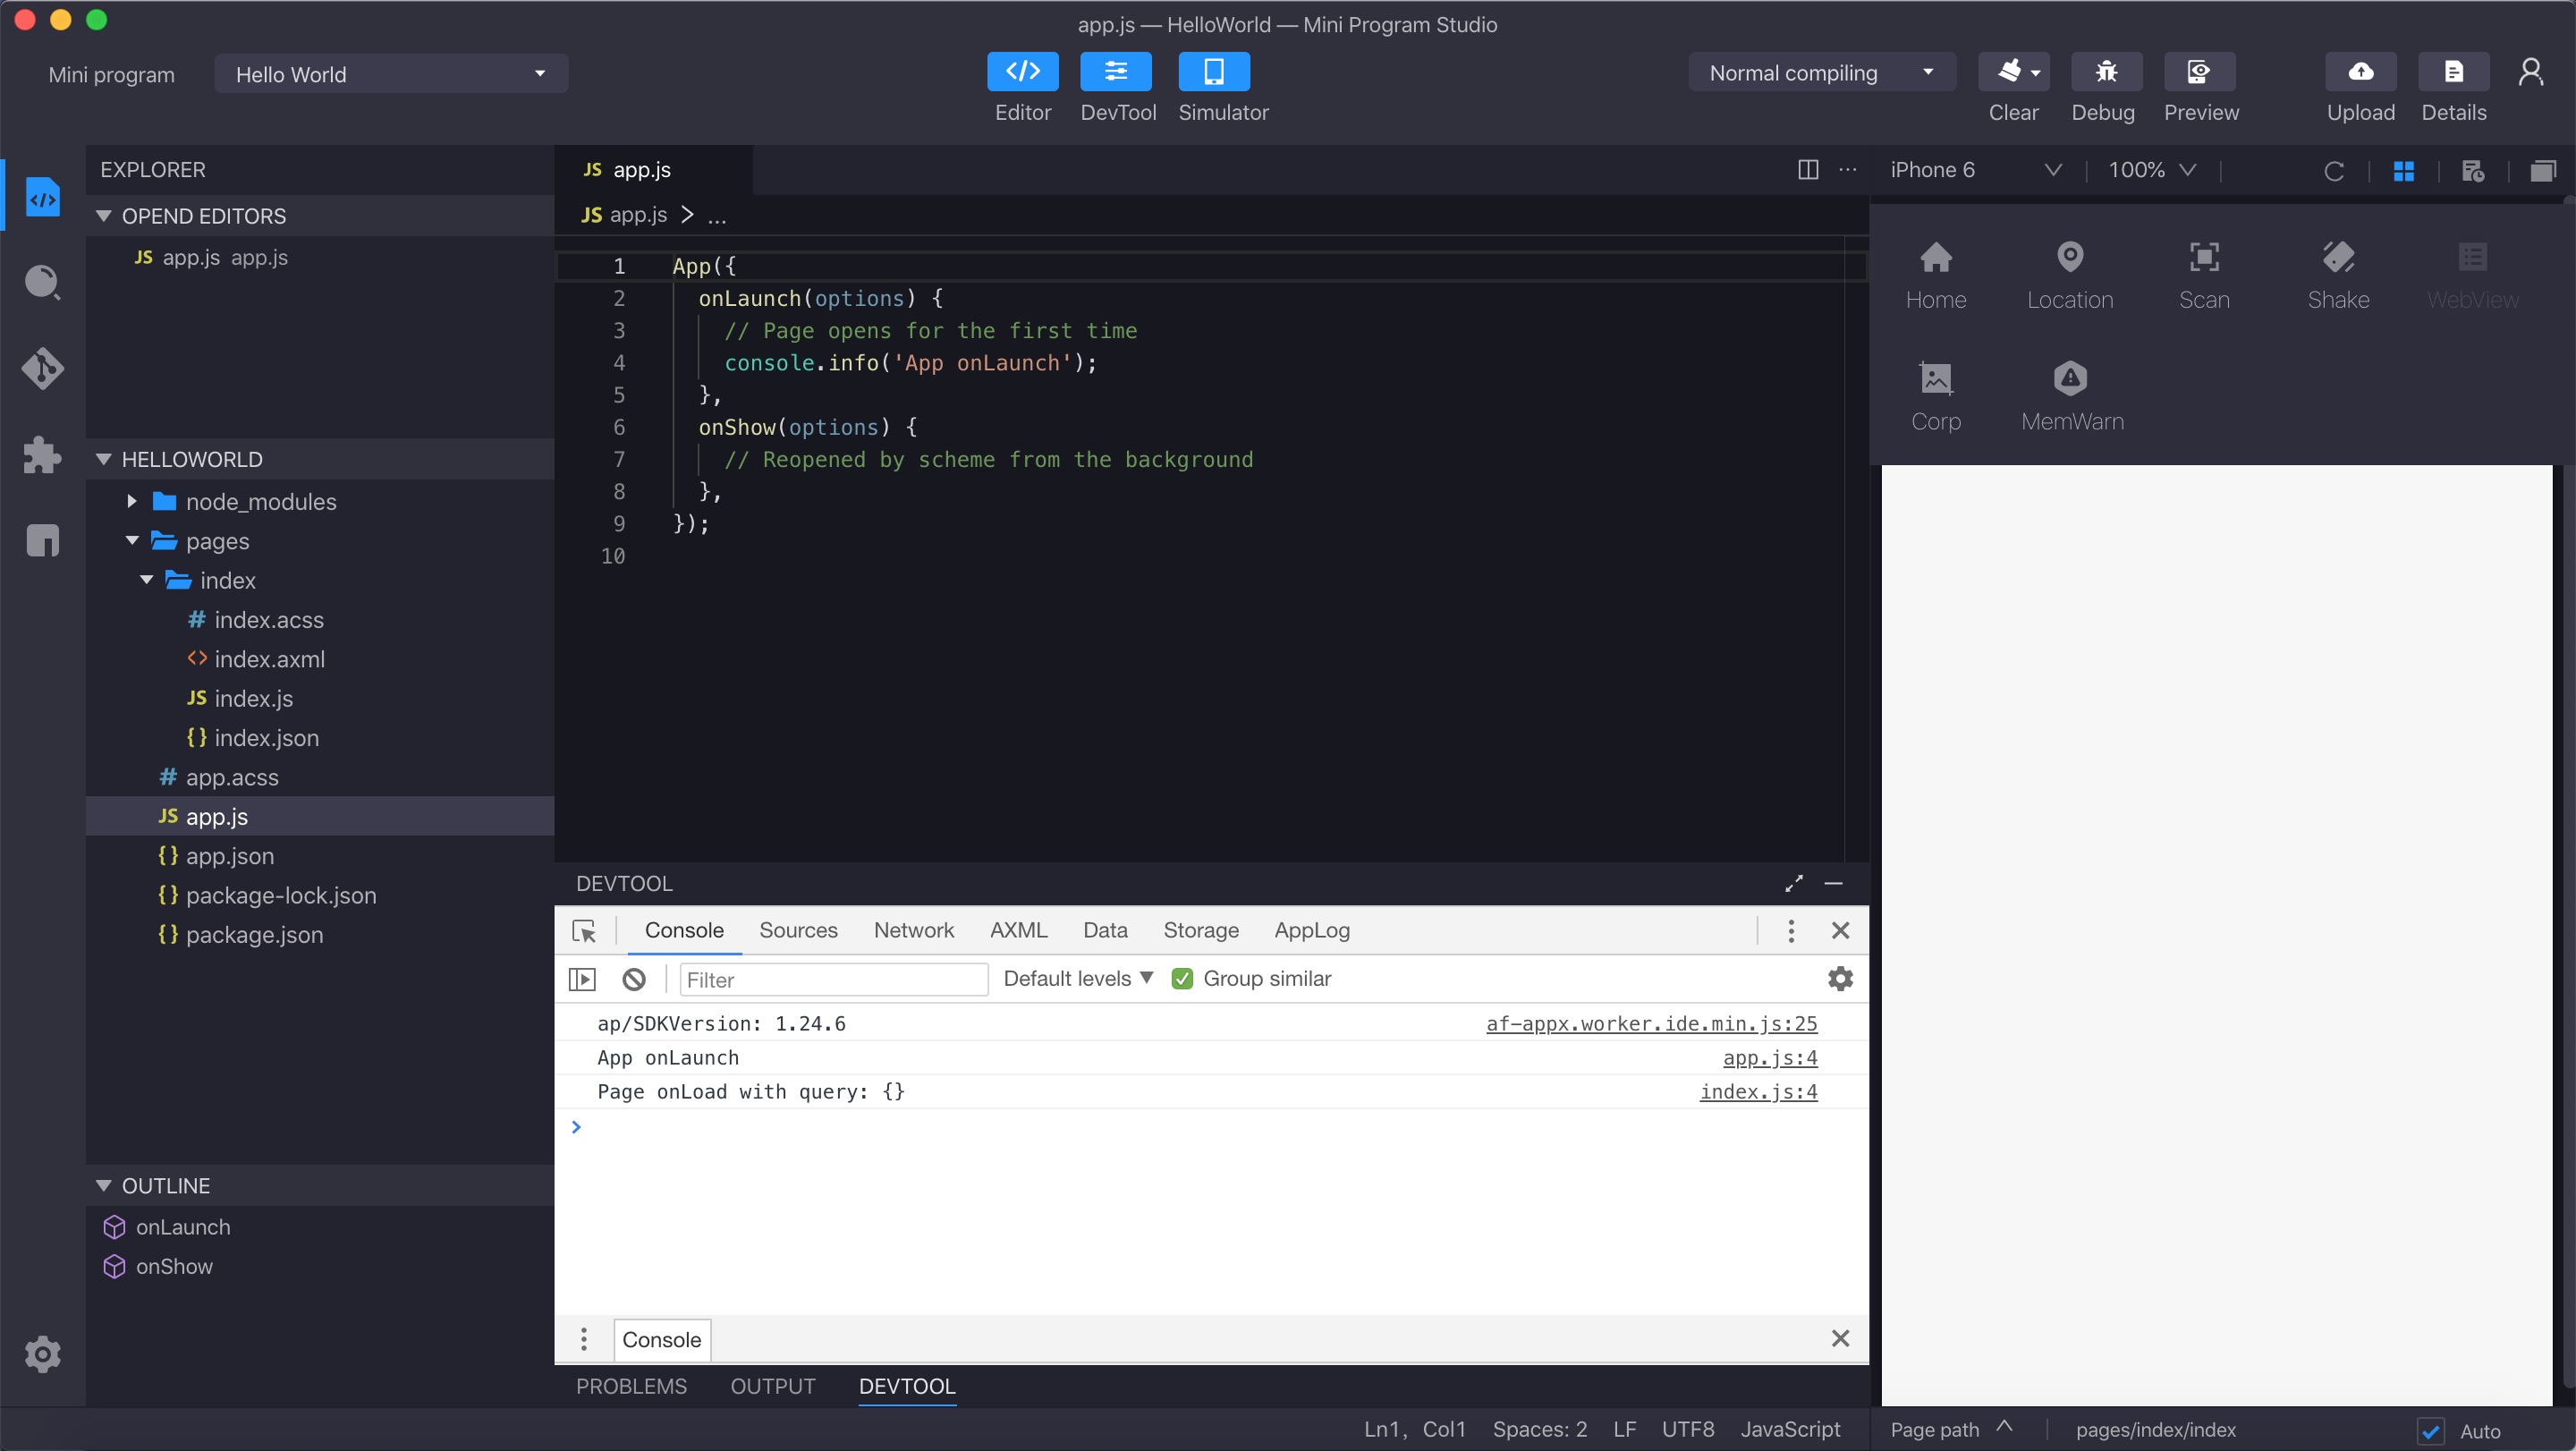 app.js — HelloWorld — Mini Program Studio
Mini program
Hello World
Editor
DevTool
Simulator
Normal compiling
Clear
Debug
Preview
Upload
Details
EXPLORER
OPEND EDITORS
JS app.js app.js
HELLOWORLD
node_modules
pages
index
# index.acss
<> index.axml
JS index.js
{} index.json
# app.acss
JS app.js
{} app.json
{} package-lock.json
{} package.json
OUTLINE
onLaunch
onShow
JS app.js
JS app.js > ...
1 App({
2 onLaunch(options) {
3 // Page opens for the first time
4 console.info('App onLaunch');
5 },
6 onShow(options) {
7 // Reopened by scheme from the background
8 },
9 });
10
DEVTOOL
Console Sources Network AXML Data Storage AppLog
Filter Default levels Group similar
ap/SDKVersion: 1.24.6 af-appx.worker.ide.min.js:25
App onLaunch app.js:4
Page onLoad with query: {} index.js:4
>
Console
PROBLEMS OUTPUT DEVTOOL
Ln1, Col1 Spaces: 2 LF UTF8 JavaScript
iPhone 6 100%
Home Location Scan Shake WebView
Corp MemWarn
Page path pages/index/index Auto